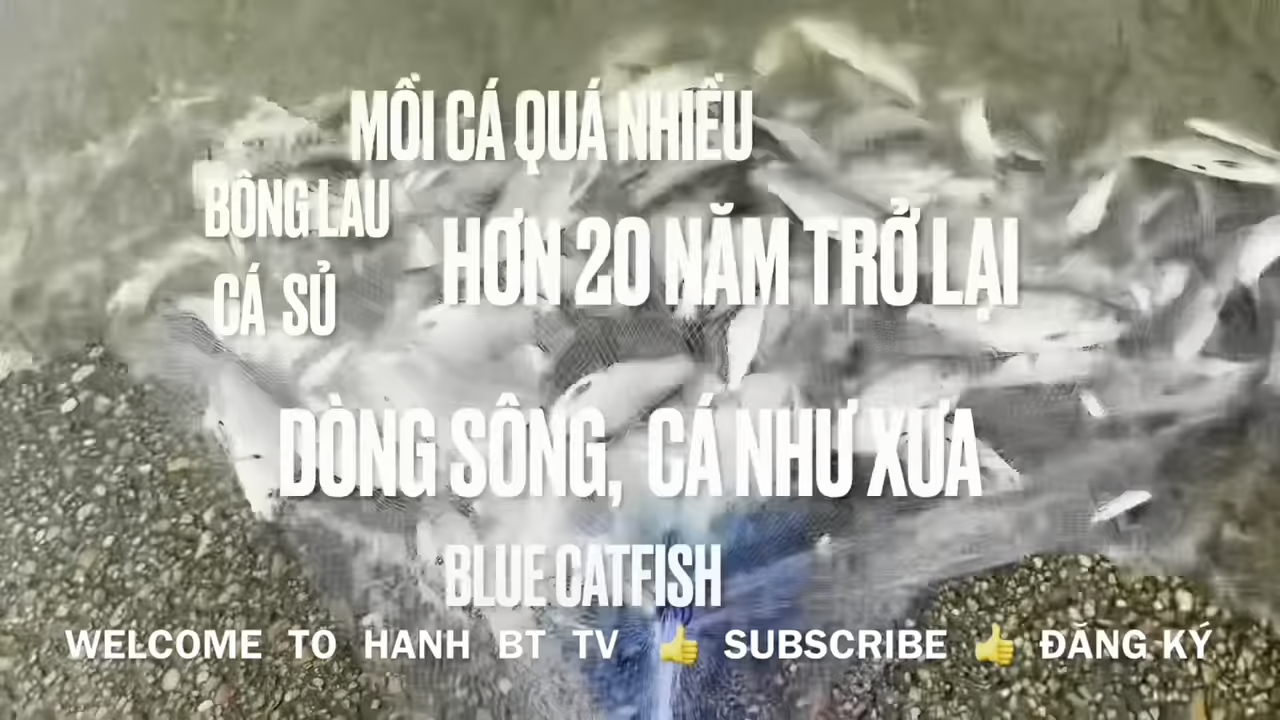 MỒI CÁ QUÁ NHIỀU
BÔNG LAU
HƠN 20 NĂM TRỞ LẠI
CÁ SỦ
DÒNG SÔNG, CÁ NHƯ XƯA
BLUE CATFISH
WELCOME TO HANH BT TV 👍 SUBSCRIBE 👍 ĐĂNG KÝ